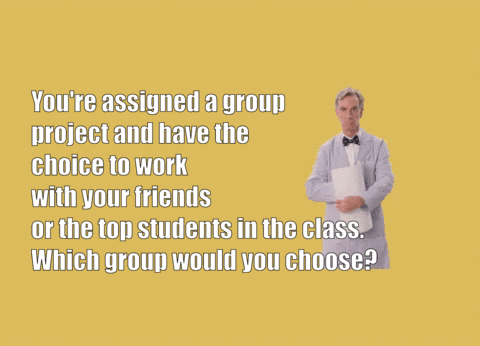 You're assigned a group
project and have the
choice to work
with your friends
or the top students in the class.
Which group would you choose?